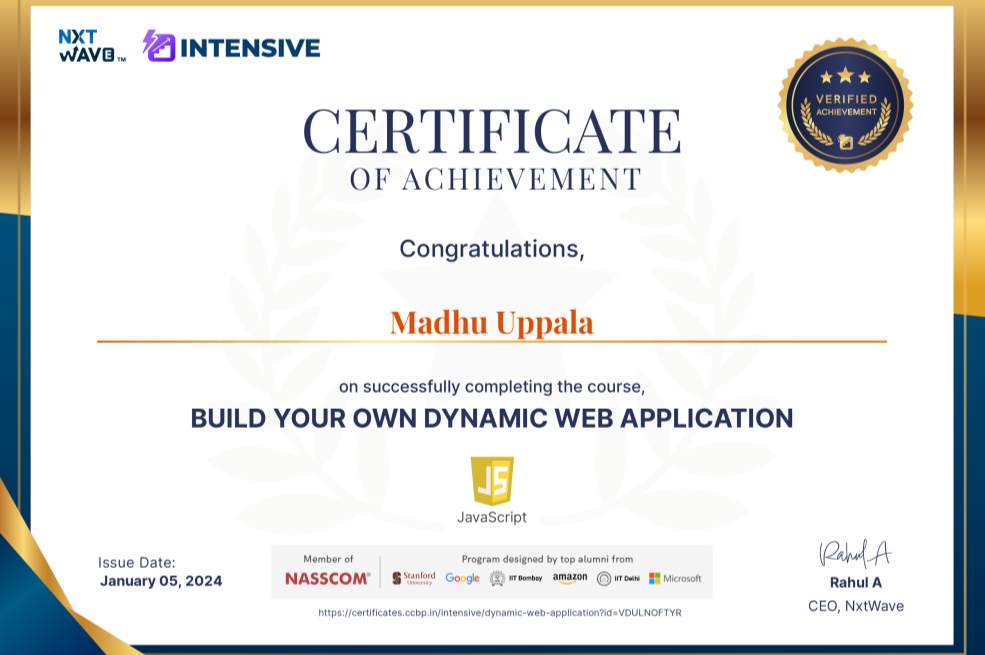 NXT
WAVE™
INTENSIVE
VERIFIED
ACHIEVEMENT
CERTIFICATE
OF ACHIEVEMENT
Congratulations,
Madhu Uppala
on successfully completing the course,
BUILD YOUR OWN DYNAMIC WEB APPLICATION
JS
JavaScript
Issue Date:
January 05, 2024
Member of
NASSCOM®
Program designed by top alumni from
Stanford
University
Google
IIT Bombay
amazon
IIT Delhi
Microsoft
https://certificates.ccbp.in/intensive/dynamic-web-application?id=VDULNOFTYR
Rahul A
Rahul A
CEO, NxtWave